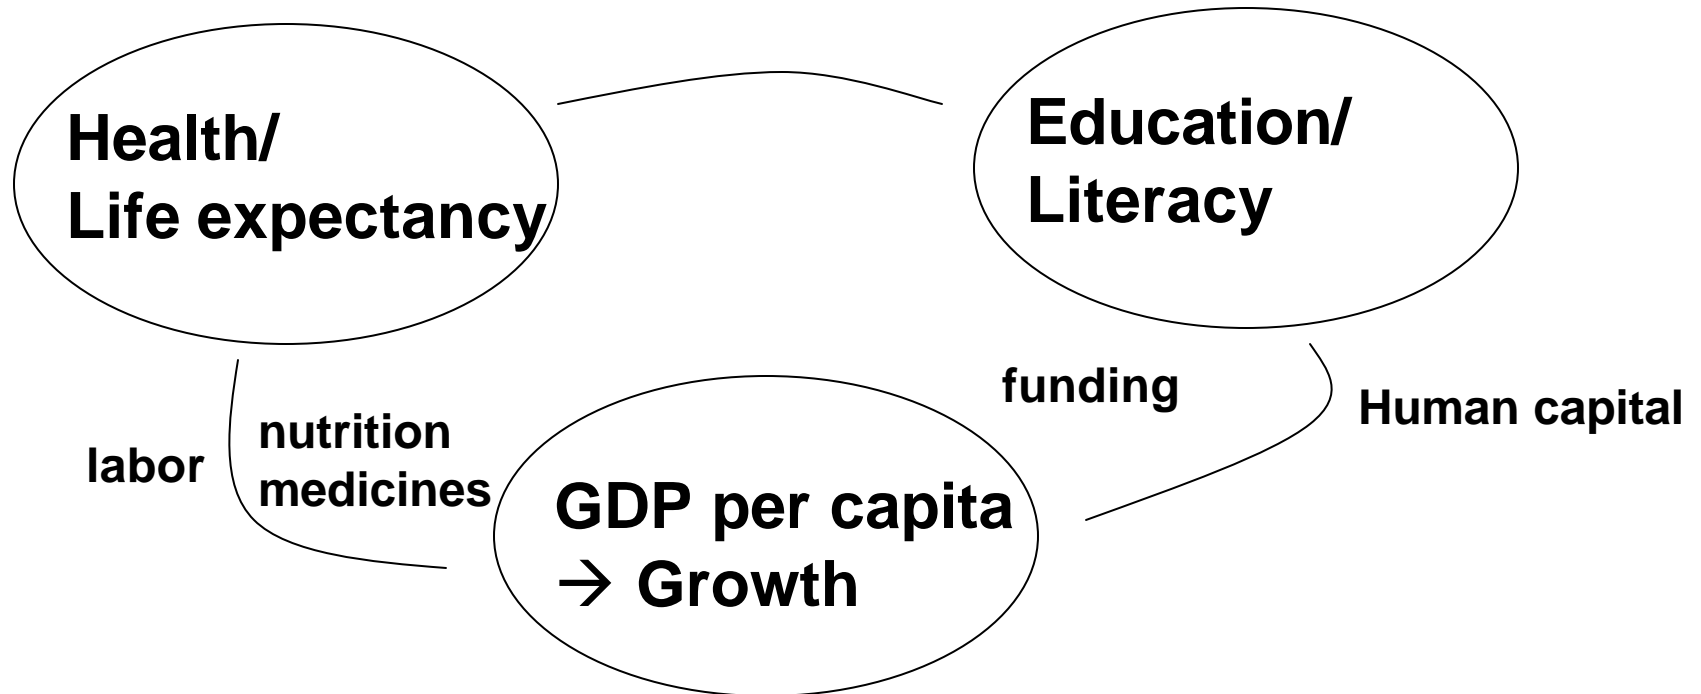 Health/
Life expectancy
Education/
Literacy
funding
Human capital
labor
nutrition
medicines
GDP per capita
→ Growth